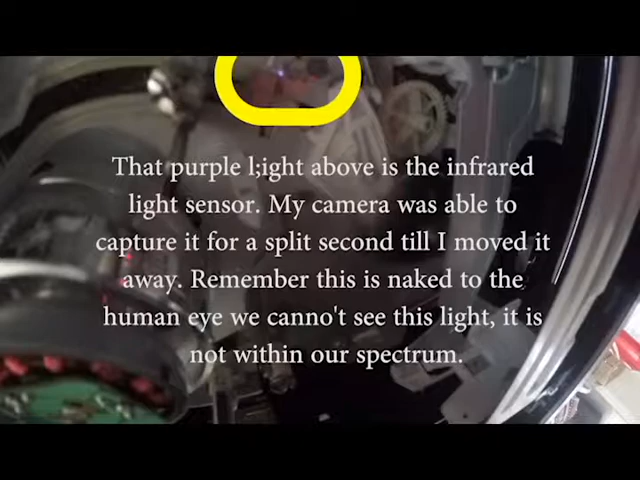 That purple l;ight above is the infrared
light sensor. My camera was able to
capture it for a split second till I moved it
away. Remember this is naked to the
human eye we canno't see this light, it is
not within our spectrum.